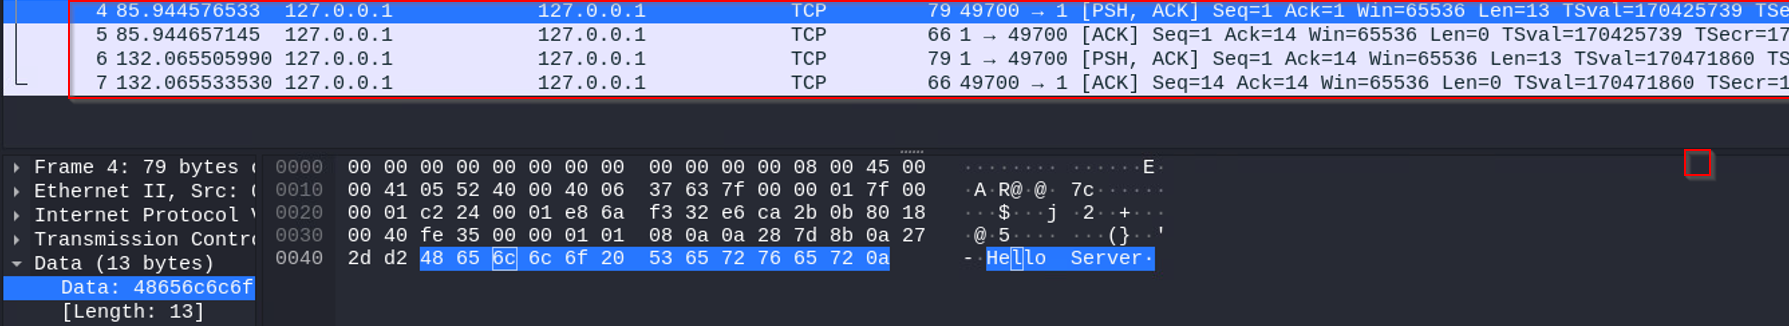 4 85.944576533 127.0.0.1 127.0.0.1 TCP 79 49700 → 1 [PSH, ACK] Seq=1 Ack=1 Win=65536 Len=13 TSval=170425739 TSe
5 85.944657145 127.0.0.1 127.0.0.1 TCP 66 1 → 49700 [ACK] Seq=1 Ack=14 Win=65536 Len=0 TSval=170425739 TSecr=17
6 132.065505990 127.0.0.1 127.0.0.1 TCP 79 1 → 49700 [PSH, ACK] Seq=1 Ack=14 Win=65536 Len=13 TSval=170471860 TS
7 132.065533530 127.0.0.1 127.0.0.1 TCP 66 49700 → 1 [ACK] Seq=14 Ack=14 Win=65536 Len=0 TSval=170471860 TSecr=1
Frame 4: 79 bytes
Ethernet II, Src:
Internet Protocol
Transmission Contr
Data (13 bytes)
Data: 48656c6c6f
[Length: 13]
0000 00 00 00 00 00 00 00 00 00 00 00 00 08 00 45 00 ········ ······E·
0010 00 41 05 52 40 00 40 06 37 63 7f 00 00 01 7f 00 ·A·R@·@· 7c······
0020 00 01 c2 24 00 01 e8 6a f3 32 e6 ca 2b 0b 80 18 ···$···j ·2··+···
0030 00 40 fe 35 00 00 01 01 08 0a 0a 28 7d 8b 0a 27 ·@·5···· ···(}··'
0040 2d d2 48 65 6c 6c 6f 20 53 65 72 76 65 72 0a -·Hello Server·